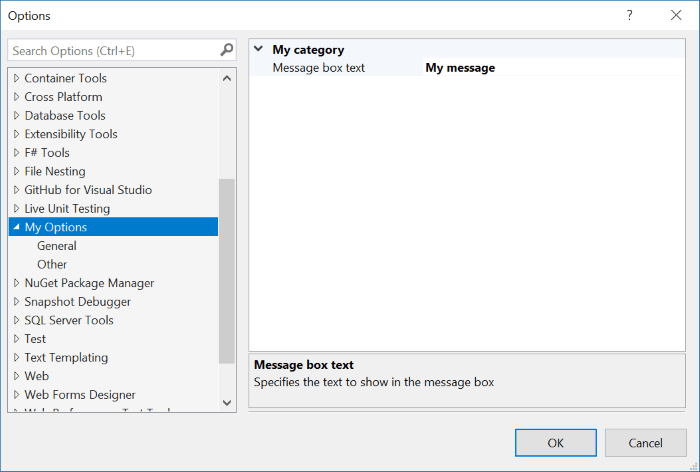 Options
Search Options (Ctrl+E)
Container Tools
Cross Platform
Database Tools
Extensibility Tools
F# Tools
File Nesting
GitHub for Visual Studio
Live Unit Testing
My Options
General
Other
NuGet Package Manager
Snapshot Debugger
SQL Server Tools
Test
Text Templating
Web
Web Forms Designer
My category
Message box text My message
Message box text
Specifies the text to show in the message box
OK
Cancel